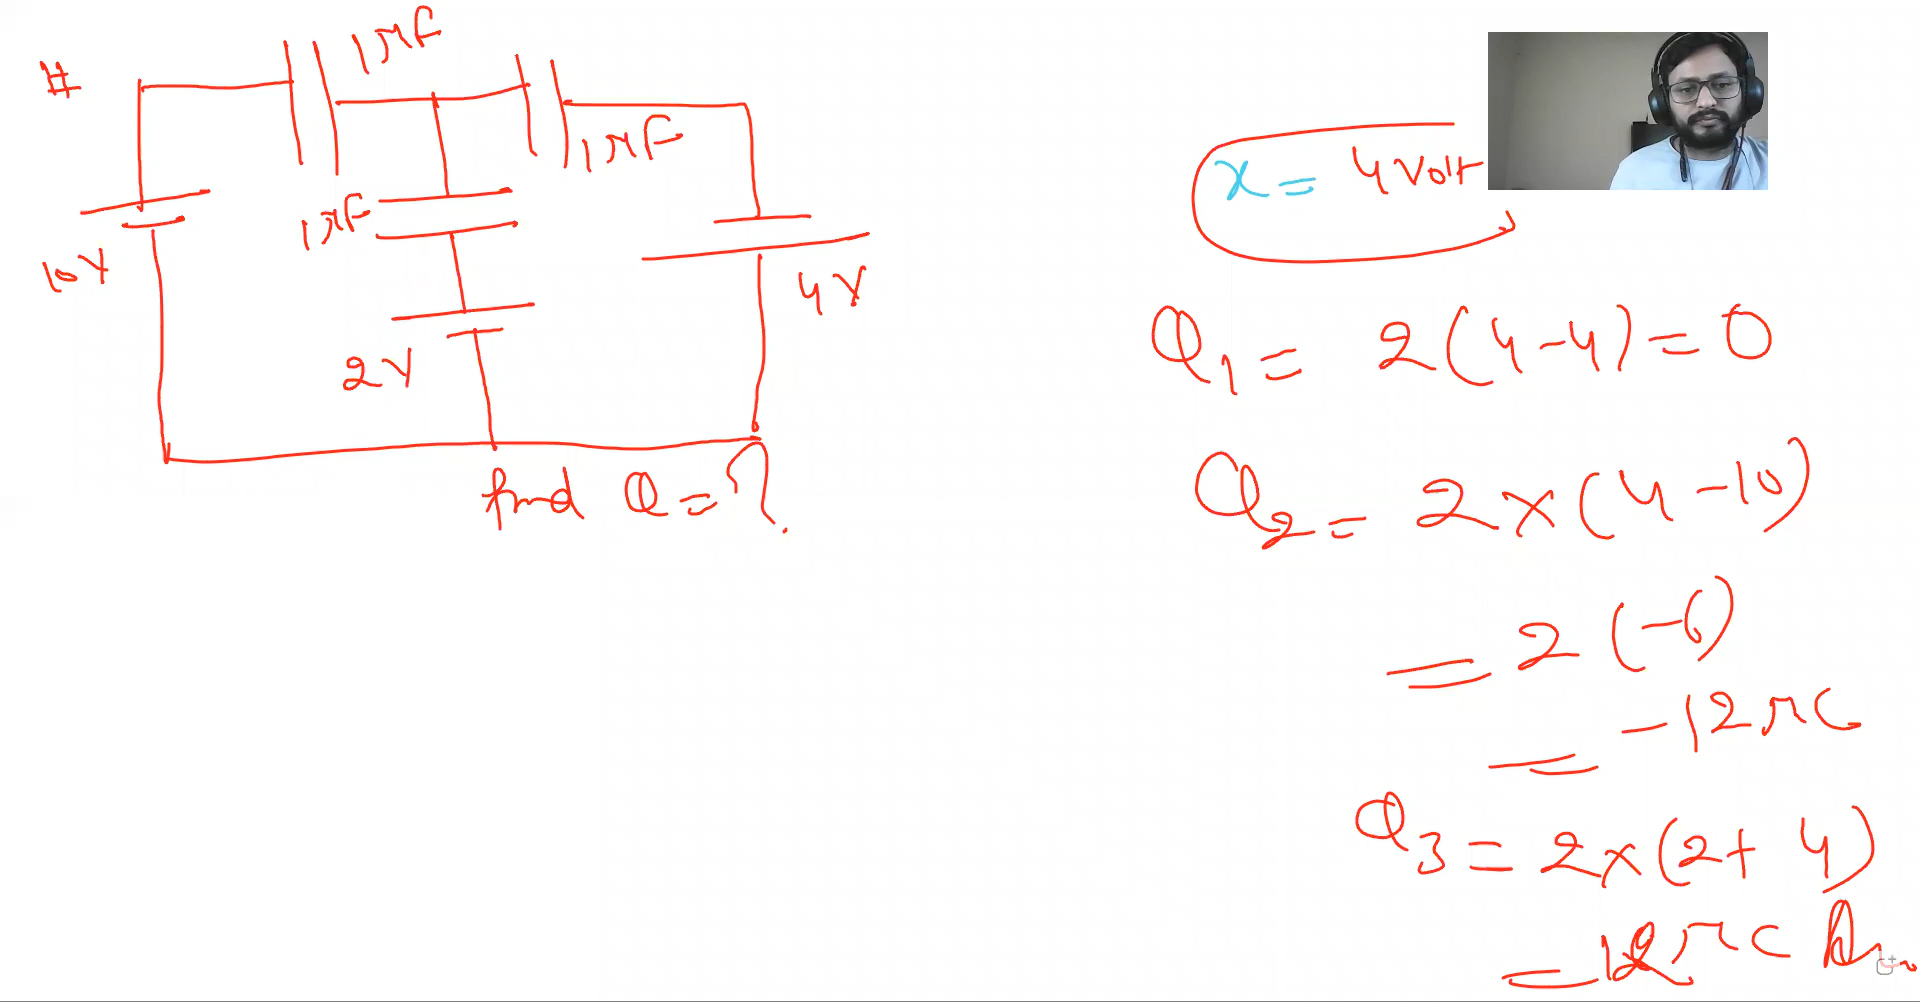 #
1μF
1μF
1μF
10V
2V
4V
find Q = ?
x = 4 Volt
Q1 = 2(4-4) = 0
Q2 = 2×(4-10)
= 2(-6)
= -12μC
Q3 = 2×(2+4)
= 12μC